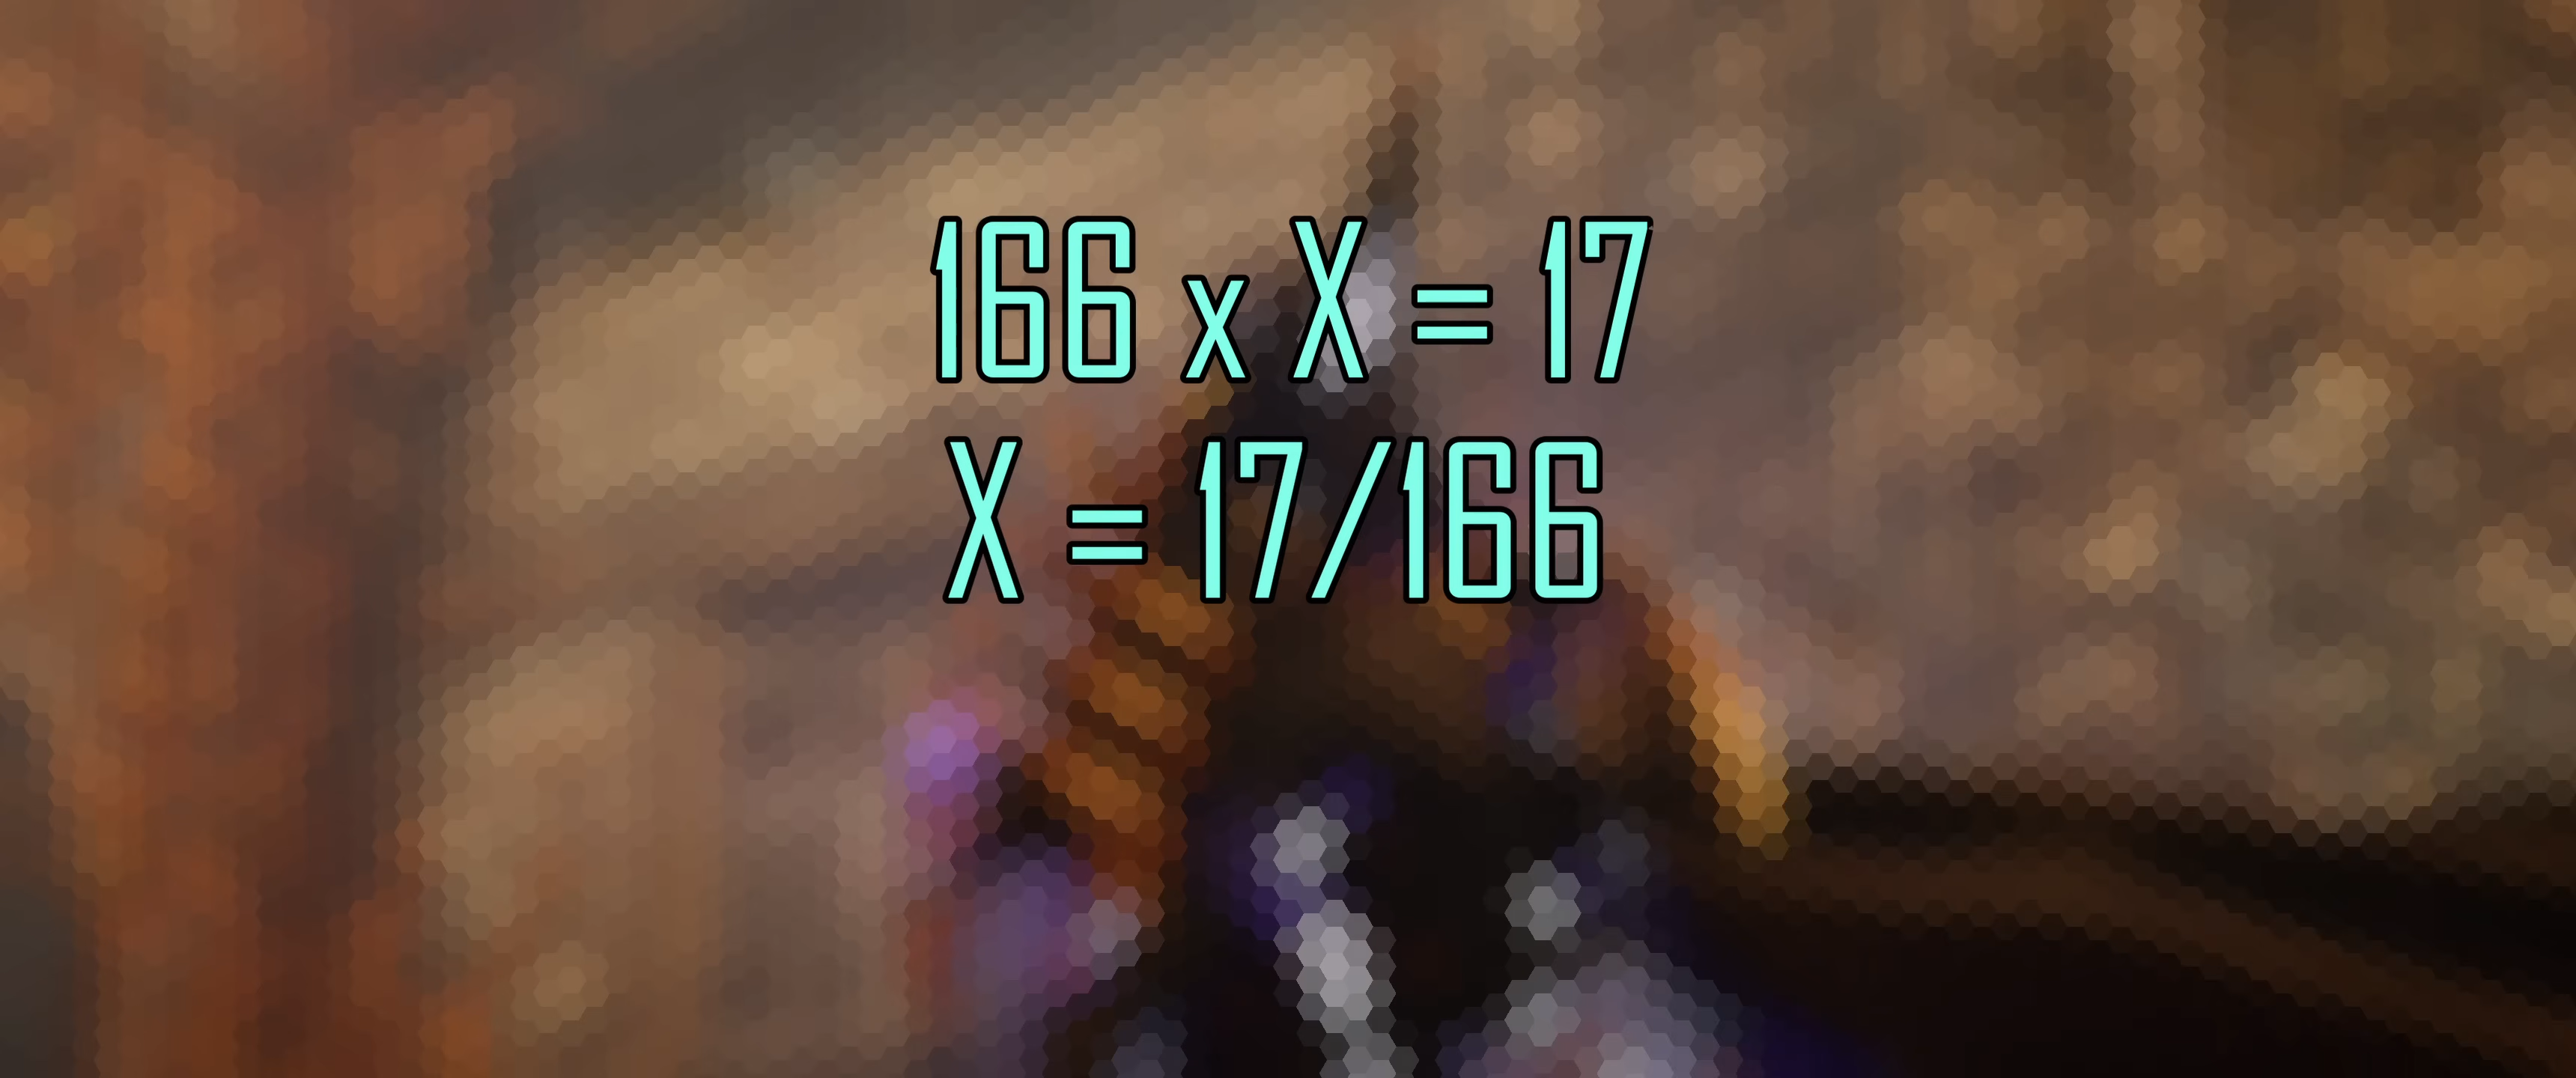 166 x X = 17
X = 17/166